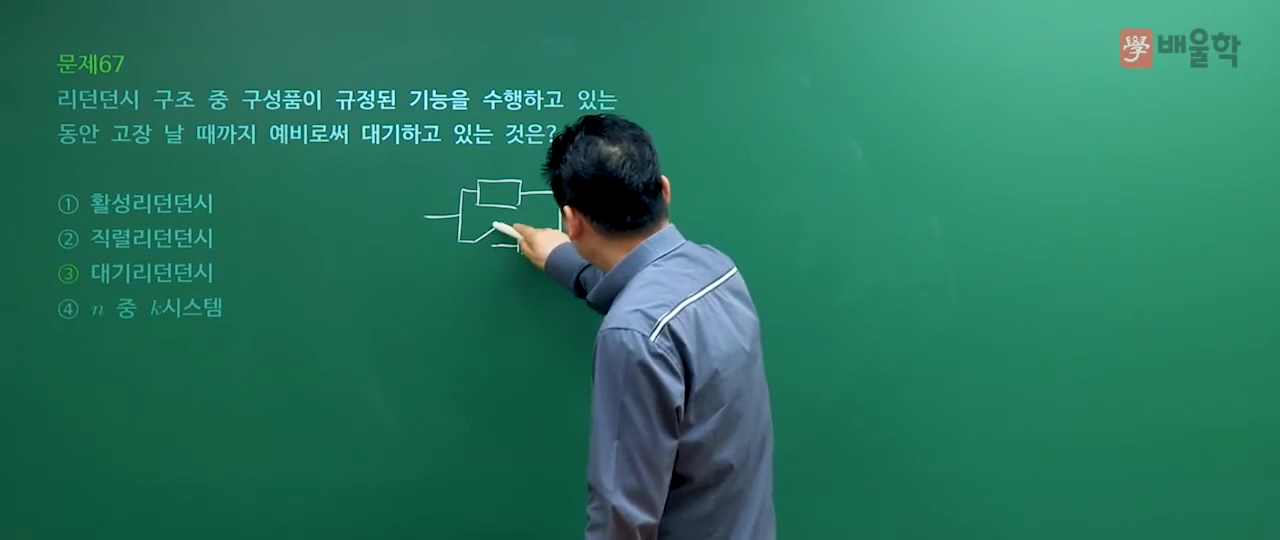 學 배울학
문제67
리던던시 구조 중 구성품이 규정된 기능을 수행하고 있는
동안 고장 날 때까지 예비로써 대기하고 있는 것은?
① 활성리던던시
② 직렬리던던시
③ 대기리던던시
④ n 중 k시스템